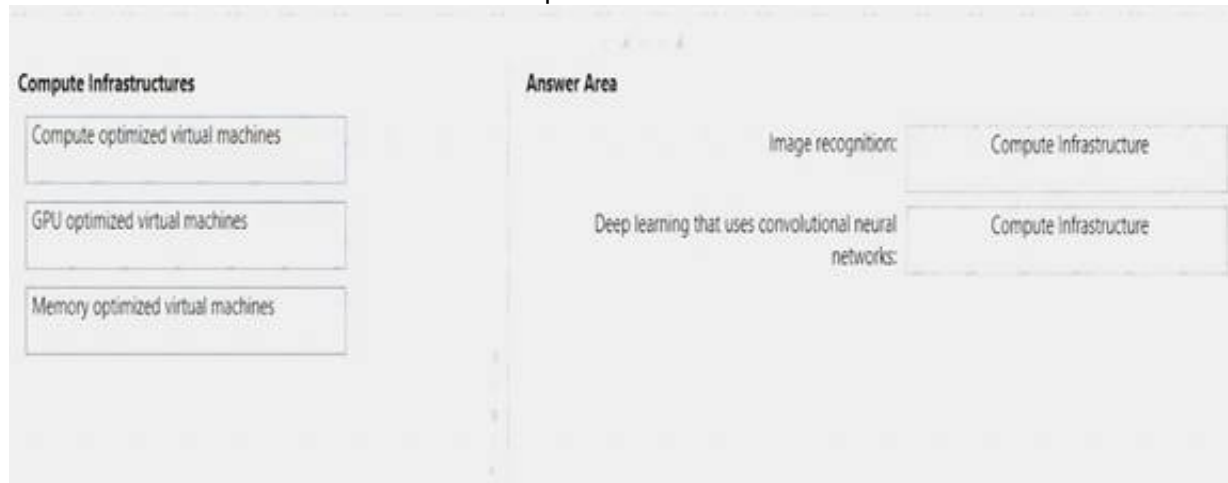 Compute Infrastructures
Compute optimized virtual machines
GPU optimized virtual machines
Memory optimized virtual machines
Answer Area
Image recognition:
Compute Infrastructure
Deep learning that uses convolutional neural
networks:
Compute Infrastructure